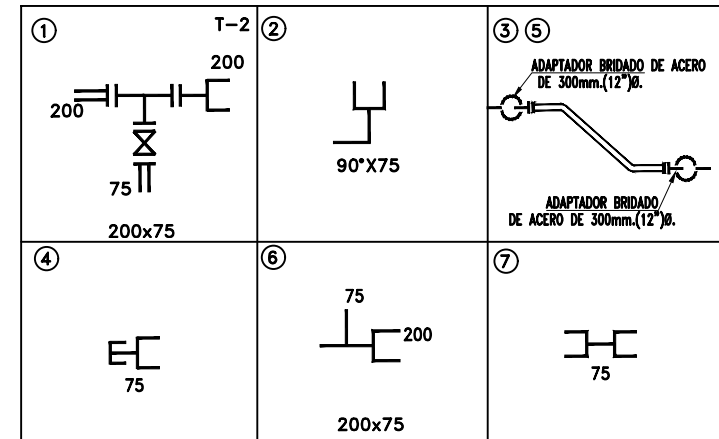 1
T-2
200
200
75
200x75
2
90°X75
3 5
ADAPTADOR BRIDADO DE ACERO
DE 300mm.(12")Ø.
ADAPTADOR BRIDADO
DE ACERO DE 300mm.(12")Ø.
4
75
6
75
200
200x75
7
75